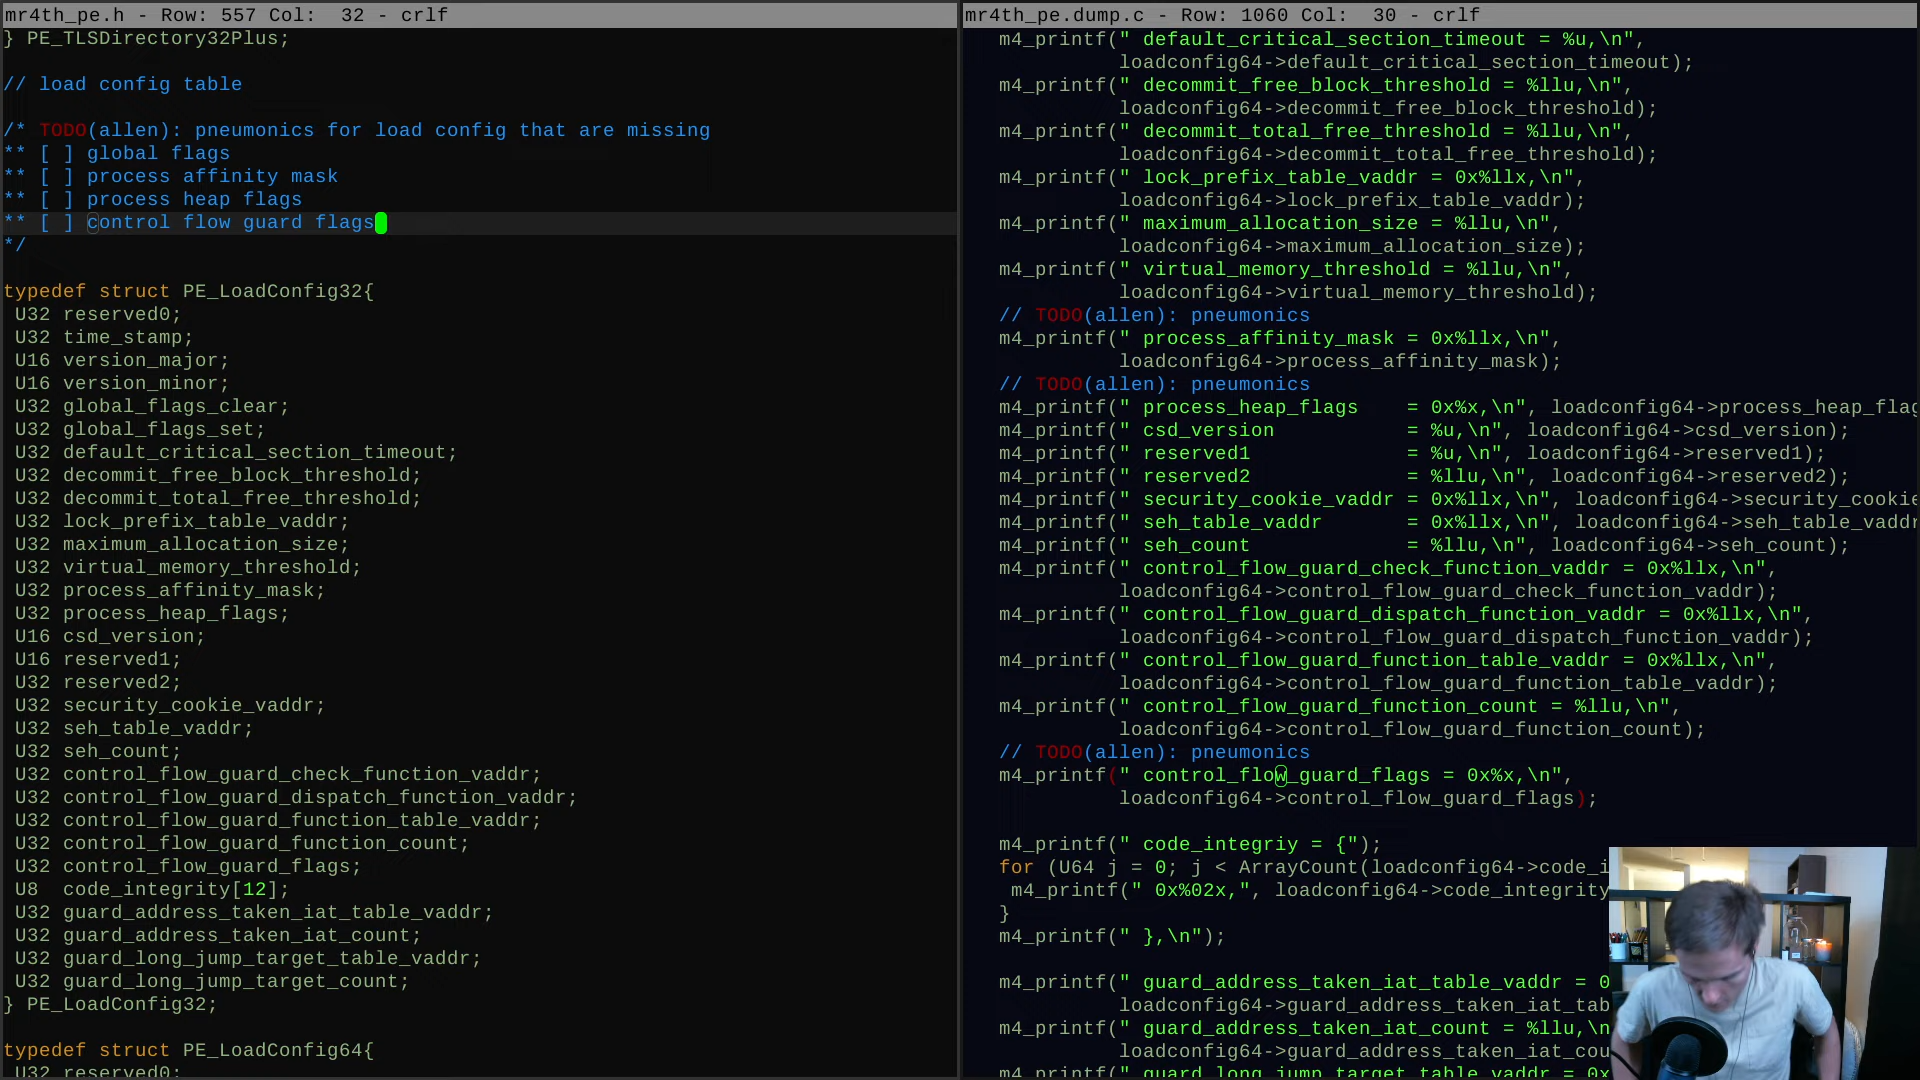 mr4th_pe.h - Row: 557 Col:  32 - crlf
} PE_TLSDirectory32Plus;
// load config table
/* TODO(allen): pneumonics for load config that are missing
** [ ] global flags
** [ ] process affinity mask
** [ ] process heap flags
** [ ] control flow guard flags
*/
typedef struct PE_LoadConfig32{
U32 reserved0;
U32 time_stamp;
U16 version_major;
U16 version_minor;
U32 global_flags_clear;
U32 global_flags_set;
U32 default_critical_section_timeout;
U32 decommit_free_block_threshold;
U32 decommit_total_free_threshold;
U32 lock_prefix_table_vaddr;
U32 maximum_allocation_size;
U32 virtual_memory_threshold;
U32 process_affinity_mask;
U32 process_heap_flags;
U16 csd_version;
U16 reserved1;
U32 reserved2;
U32 security_cookie_vaddr;
U32 seh_table_vaddr;
U32 seh_count;
U32 control_flow_guard_check_function_vaddr;
U32 control_flow_guard_dispatch_function_vaddr;
U32 control_flow_guard_function_table_vaddr;
U32 control_flow_guard_function_count;
U32 control_flow_guard_flags;
U8  code_integrity[12];
U32 guard_address_taken_iat_table_vaddr;
U32 guard_address_taken_iat_count;
U32 guard_long_jump_target_table_vaddr;
U32 guard_long_jump_target_count;
} PE_LoadConfig32;
typedef struct PE_LoadConfig64{
U32 reserved0;
mr4th_pe.dump.c - Row: 1060 Col:  30 - crlf
m4_printf(" default_critical_section_timeout = %u,\n",
loadconfig64->default_critical_section_timeout);
m4_printf(" decommit_free_block_threshold = %llu,\n",
loadconfig64->decommit_free_block_threshold);
m4_printf(" decommit_total_free_threshold = %llu,\n",
loadconfig64->decommit_total_free_threshold);
m4_printf(" lock_prefix_table_vaddr = 0x%llx,\n",
loadconfig64->lock_prefix_table_vaddr);
m4_printf(" maximum_allocation_size = %llu,\n",
loadconfig64->maximum_allocation_size);
m4_printf(" virtual_memory_threshold = %llu,\n",
loadconfig64->virtual_memory_threshold);
// TODO(allen): pneumonics
m4_printf(" process_affinity_mask = 0x%llx,\n",
loadconfig64->process_affinity_mask);
// TODO(allen): pneumonics
m4_printf(" process_heap_flags    = 0x%x,\n", loadconfig64->process_heap_flag
m4_printf(" csd_version           = %u,\n", loadconfig64->csd_version);
m4_printf(" reserved1             = %u,\n", loadconfig64->reserved1);
m4_printf(" reserved2             = %llu,\n", loadconfig64->reserved2);
m4_printf(" security_cookie_vaddr = 0x%llx,\n", loadconfig64->security_cookie
m4_printf(" seh_table_vaddr       = 0x%llx,\n", loadconfig64->seh_table_vaddr
m4_printf(" seh_count             = %llu,\n", loadconfig64->seh_count);
m4_printf(" control_flow_guard_check_function_vaddr = 0x%llx,\n",
loadconfig64->control_flow_guard_check_function_vaddr);
m4_printf(" control_flow_guard_dispatch_function_vaddr = 0x%llx,\n",
loadconfig64->control_flow_guard_dispatch_function_vaddr);
m4_printf(" control_flow_guard_function_table_vaddr = 0x%llx,\n",
loadconfig64->control_flow_guard_function_table_vaddr);
m4_printf(" control_flow_guard_function_count = %llu,\n",
loadconfig64->control_flow_guard_function_count);
// TODO(allen): pneumonics
m4_printf(" control_flow_guard_flags = 0x%x,\n",
loadconfig64->control_flow_guard_flags);
m4_printf(" code_integriy = {");
for (U64 j = 0; j < ArrayCount(loadconfig64->code_i
m4_printf(" 0x%02x,", loadconfig64->code_integrity
}
m4_printf(" },\n");
m4_printf(" guard_address_taken_iat_table_vaddr = 0
loadconfig64->guard_address_taken_iat_tab
m4_printf(" guard_address_taken_iat_count = %llu,\n
loadconfig64->guard_address_taken_iat_cou
m4_printf(" guard_long_jump_target_table_vaddr = 0x